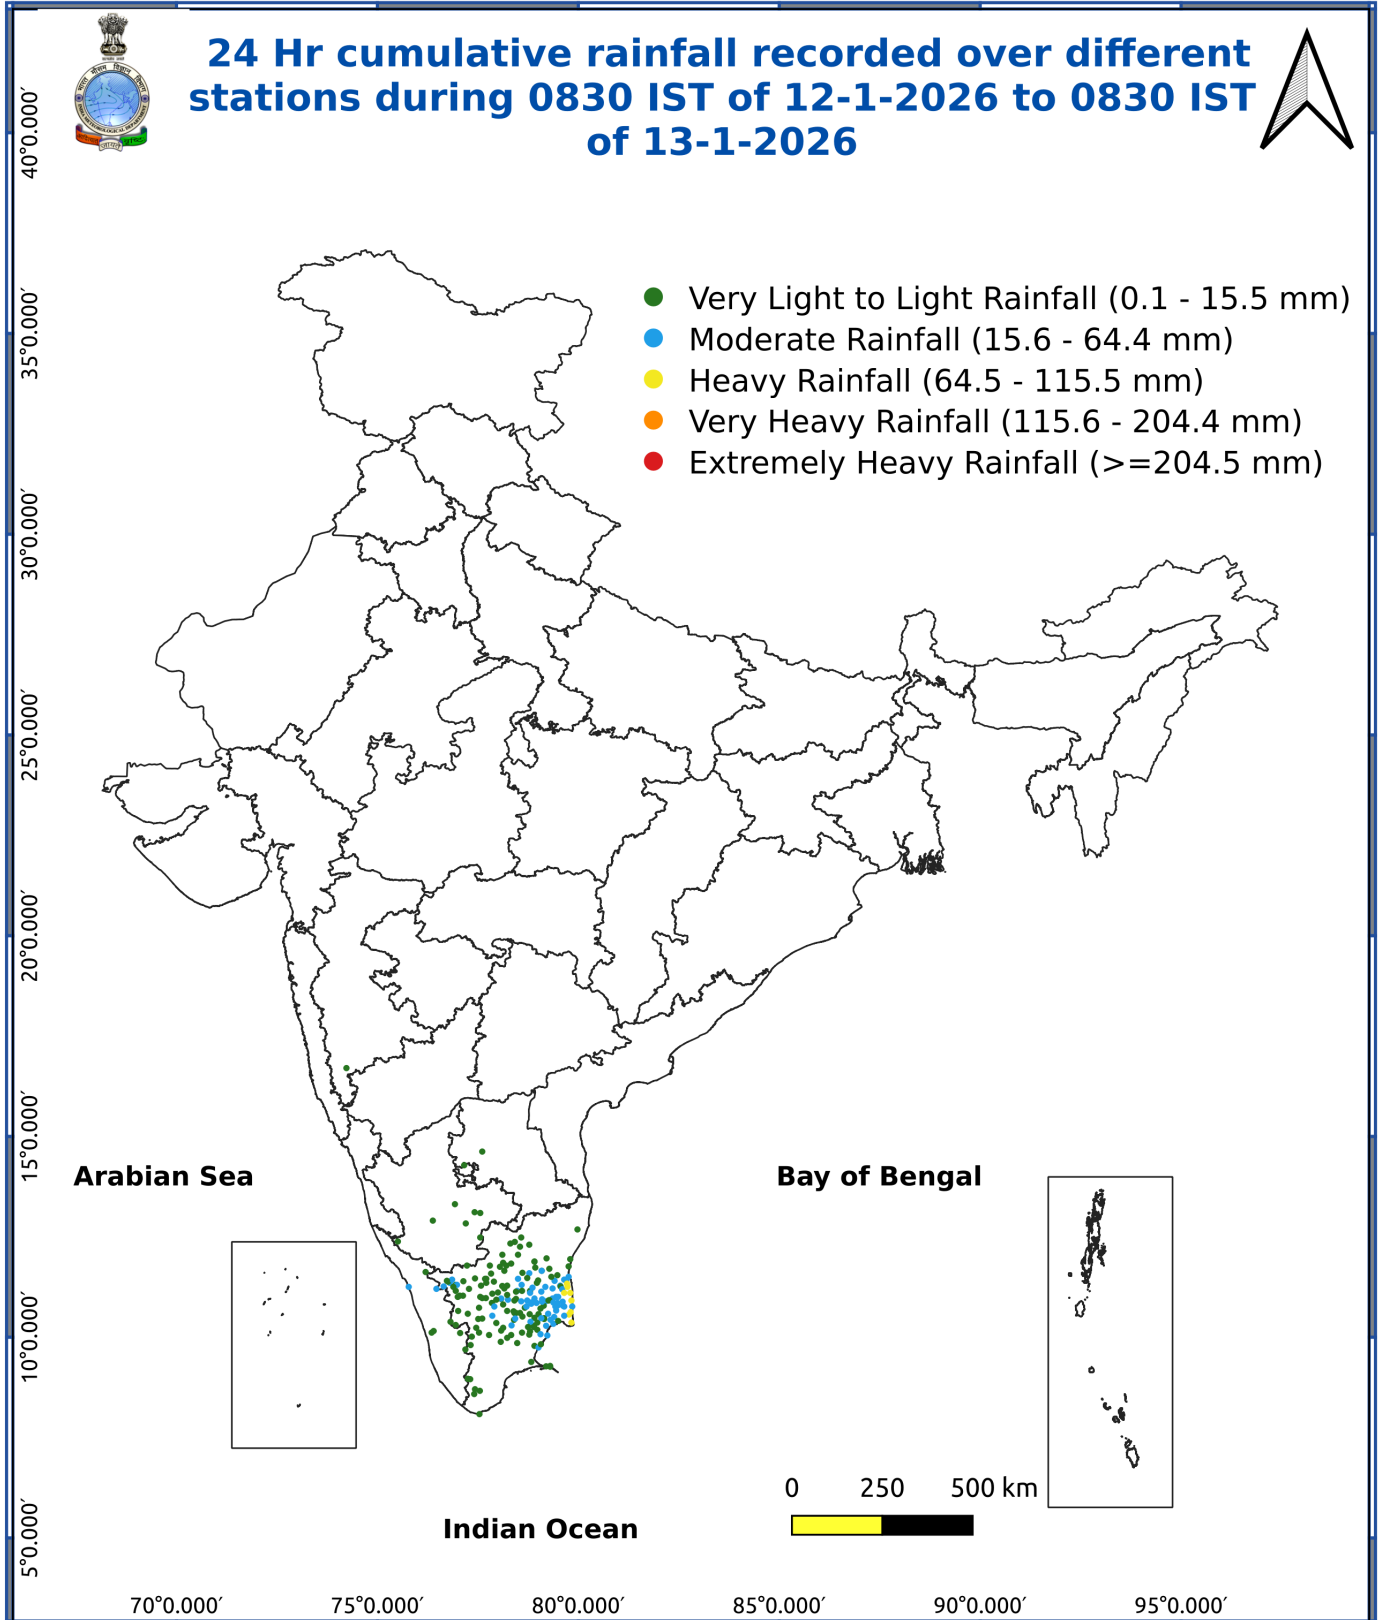 24 Hr cumulative rainfall recorded over different
stations during 0830 IST of 12-1-2026 to 0830 IST
of 13-1-2026
Very Light to Light Rainfall (0.1 - 15.5 mm)
Moderate Rainfall (15.6 - 64.4 mm)
Heavy Rainfall (64.5 - 115.5 mm)
Very Heavy Rainfall (115.6 - 204.4 mm)
Extremely Heavy Rainfall (>=204.5 mm)
40°0.000′
35°0.000′
30°0.000′
25°0.000′
20°0.000′
15°0.000′
10°0.000′
5°0.000′
Arabian Sea
Bay of Bengal
Indian Ocean
0 250 500 km
70°0.000′ 75°0.000′ 80°0.000′ 85°0.000′ 90°0.000′ 95°0.000′